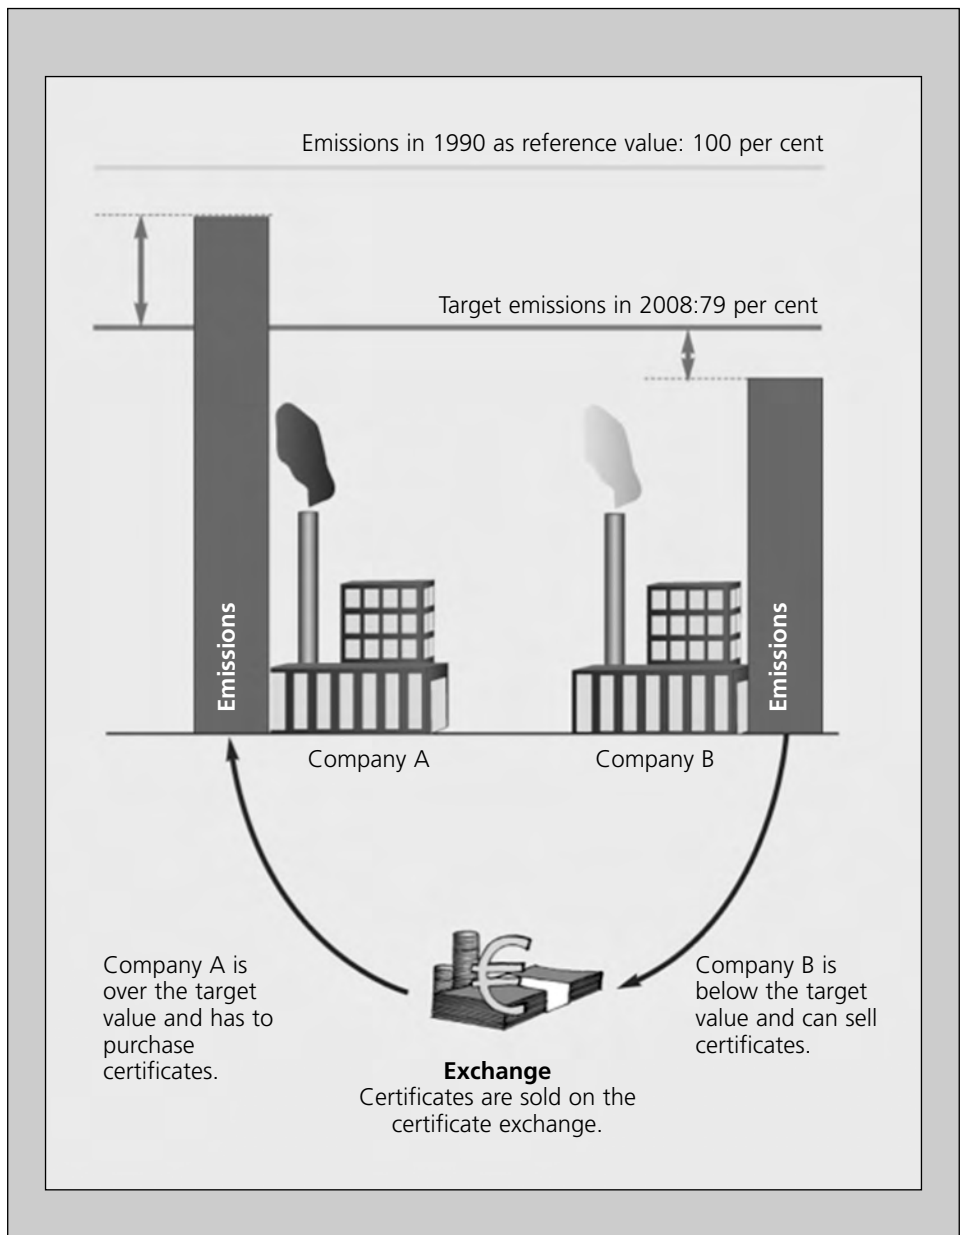 Emissions in 1990 as reference value: 100 per cent
Target emissions in 2008:79 per cent
Emissions
Emissions
Company A
Company B
Company A is
over the target
value and has to
purchase
certificates.
Company B is
below the target
value and can sell
certificates.
Exchange
Certificates are sold on the
certificate exchange.